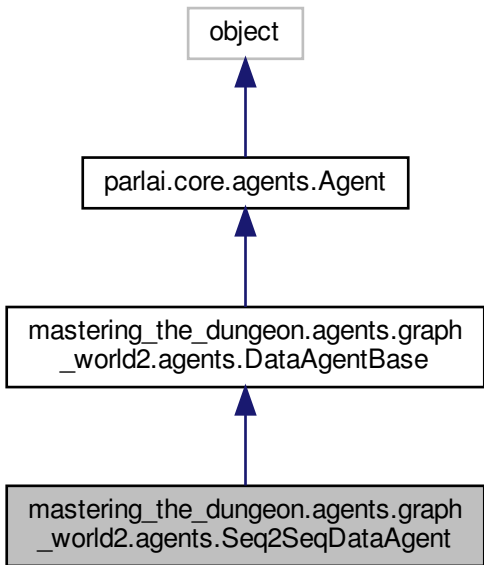 object
parlai.core.agents.Agent
mastering_the_dungeon.agents.graph
_world2.agents.DataAgentBase
mastering_the_dungeon.agents.graph
_world2.agents.Seq2SeqDataAgent